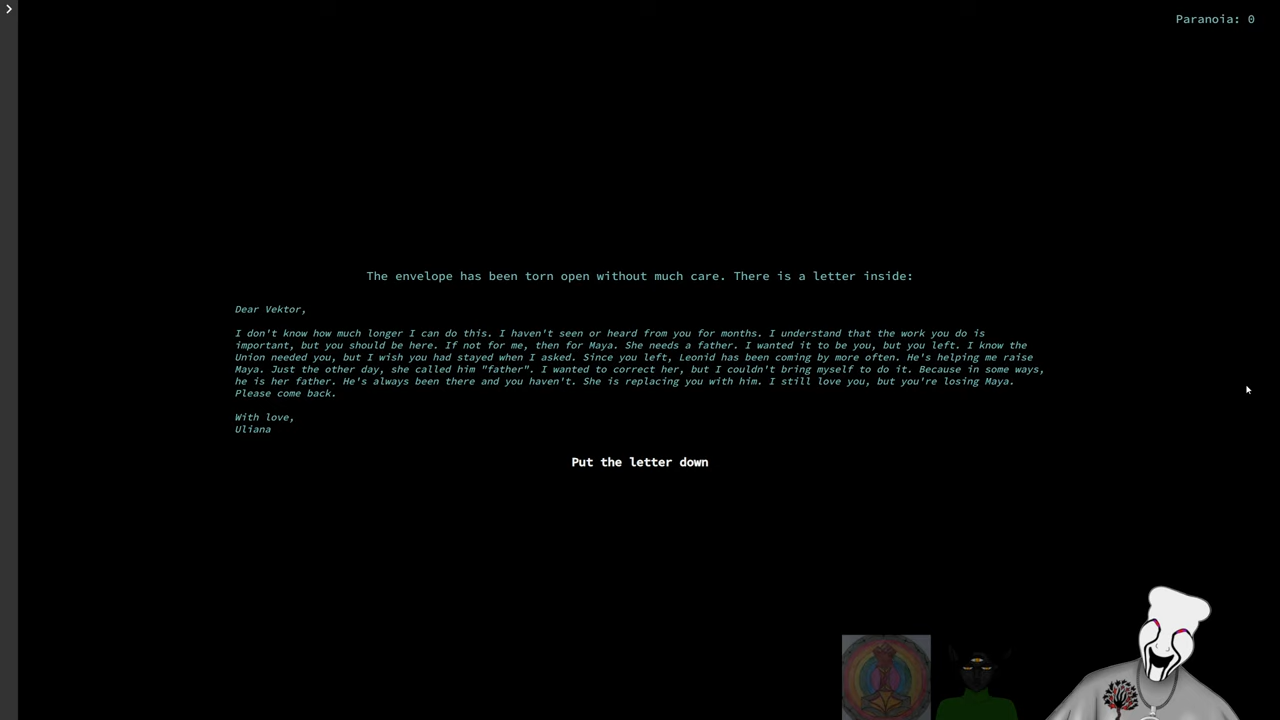 Paranoia: 0
The envelope has been torn open without much care. There is a letter inside:
Dear Vektor,
I don't know how much longer I can do this. I haven't seen or heard from you for months. I understand that the work you do is
important, but you should be here. If not for me, then for Maya. She needs a father. I wanted it to be you, but you left. I know the
Union needed you, but I wish you had stayed when I asked. Since you left, Leonid has been coming by more often. He's helping me raise
Maya. Just the other day, she called him "father". I wanted to correct her, but I couldn't bring myself to do it. Because in some ways,
he is her father. He's always been there and you haven't. She is replacing you with him. I still love you, but you're losing Maya.
Please come back.
With love,
Uliana
Put the letter down